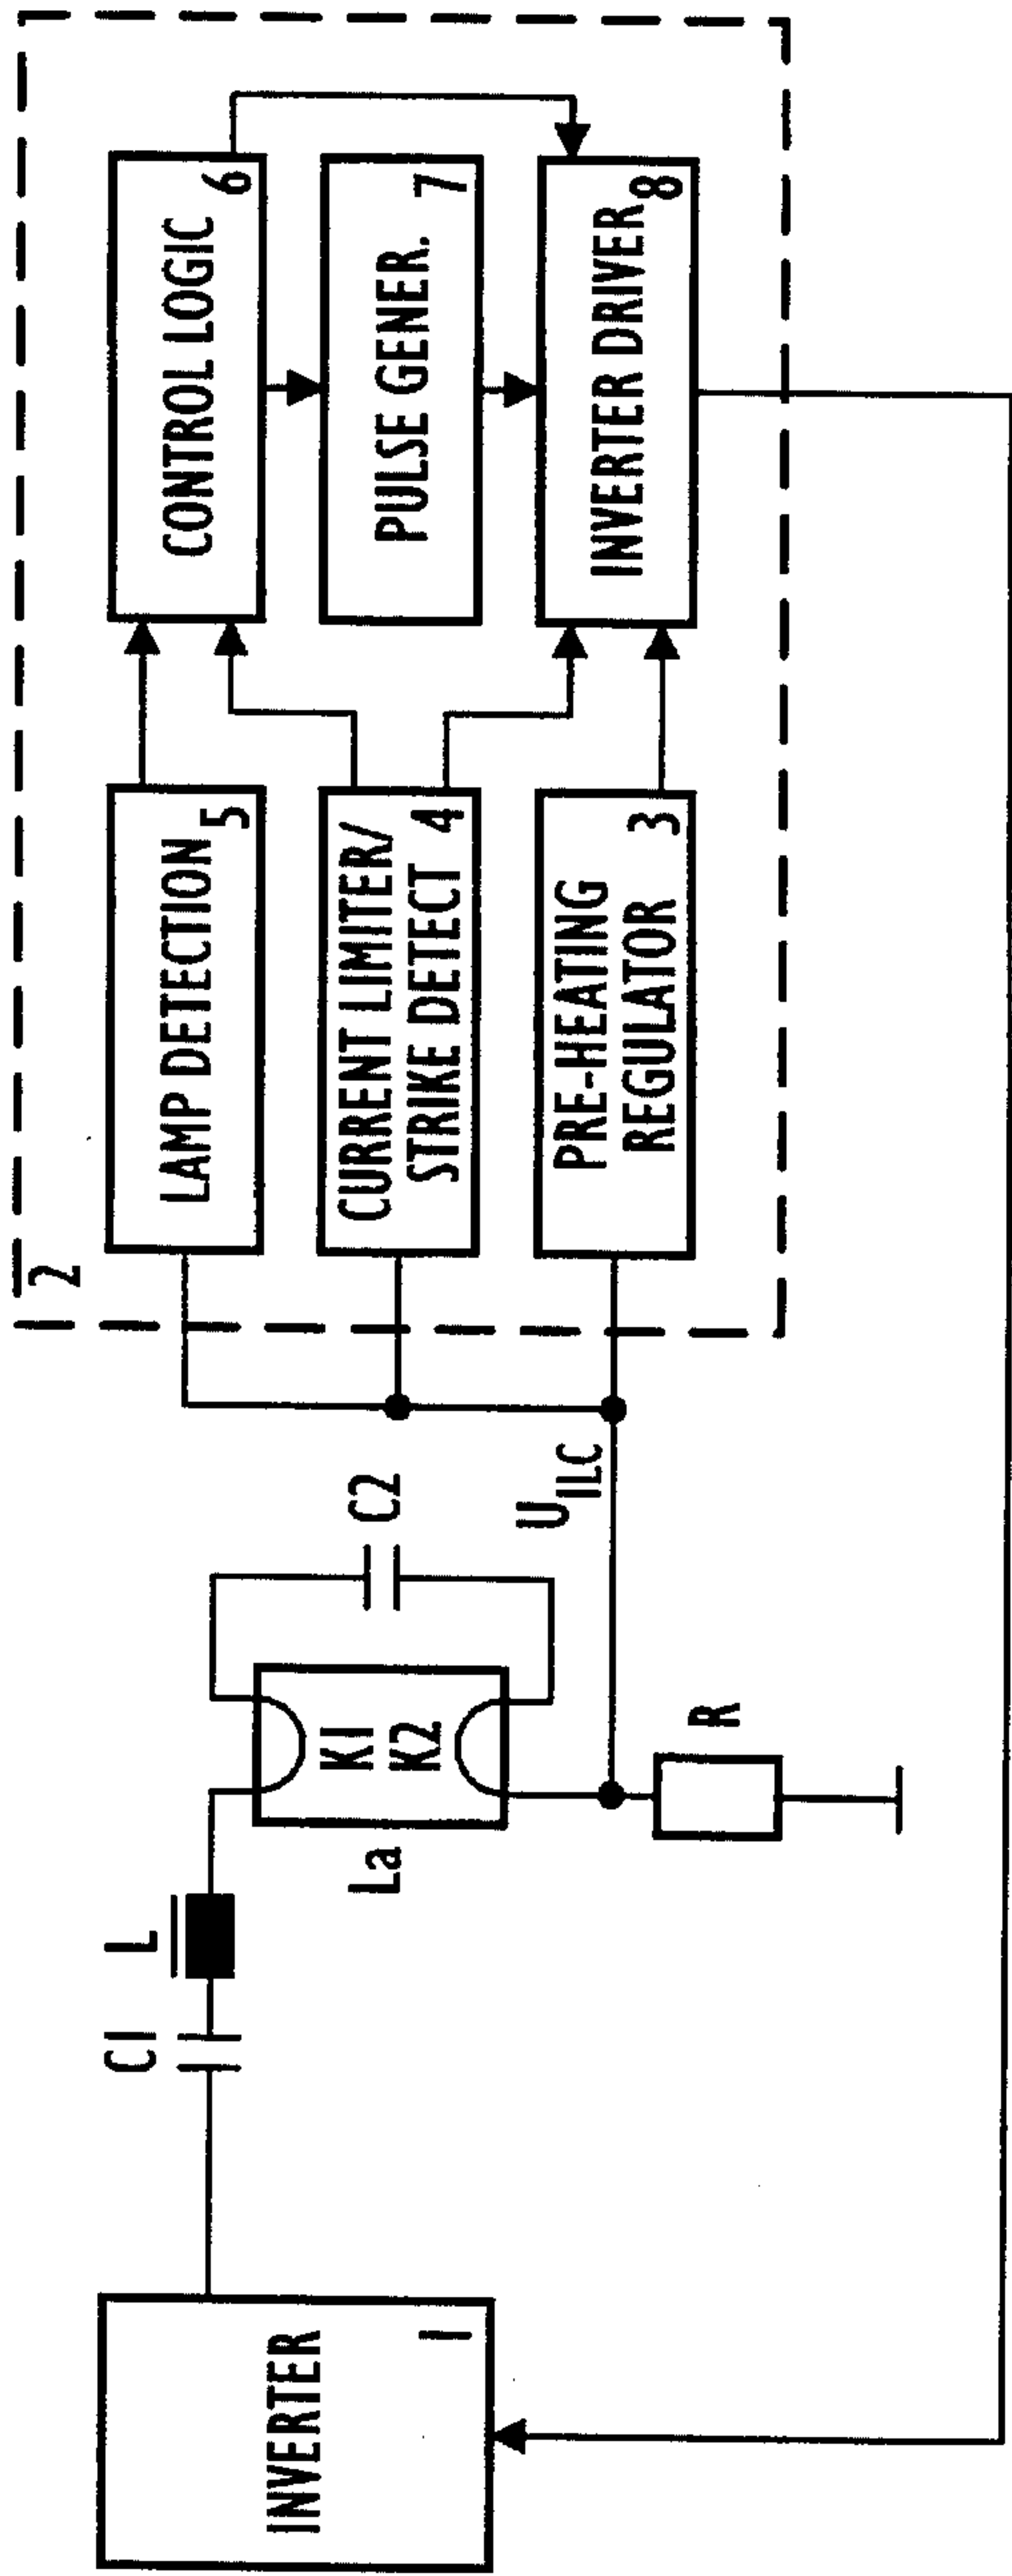 INVERTER
1
C1
L
La
K1
K2
C2
R
U_ILC
2
LAMP DETECTION
5
CURRENT LIMITER/
STRIKE DETECT 4
PRE-HEATING
REGULATOR
3
CONTROL LOGIC
6
PULSE GENER.
7
INVERTER DRIVER
8